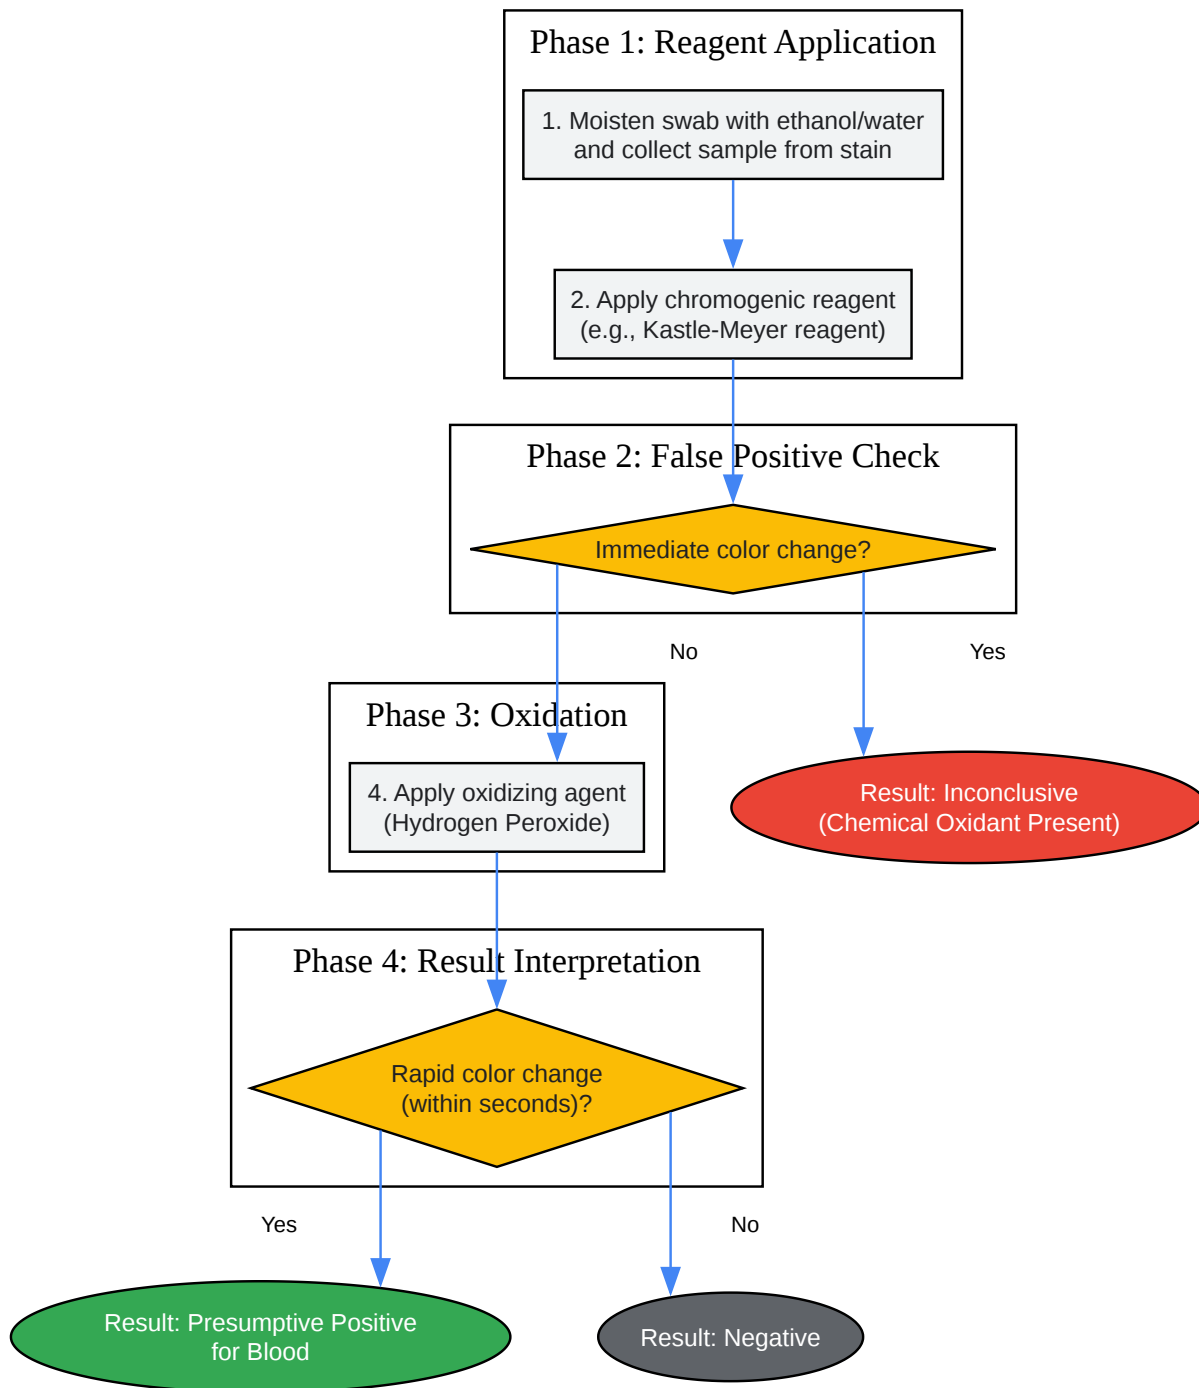 Phase 1: Reagent Application
1. Moisten swab with ethanol/water
and collect sample from stain
2. Apply chromogenic reagent
(e.g., Kastle-Meyer reagent)
Phase 2: False Positive Check
Immediate color change?
No
Yes
Phase 3: Oxidation
4. Apply oxidizing agent
(Hydrogen Peroxide)
Result: Inconclusive
(Chemical Oxidant Present)
Phase 4: Result Interpretation
Rapid color change
(within seconds)?
Yes
No
Result: Presumptive Positive
for Blood
Result: Negative